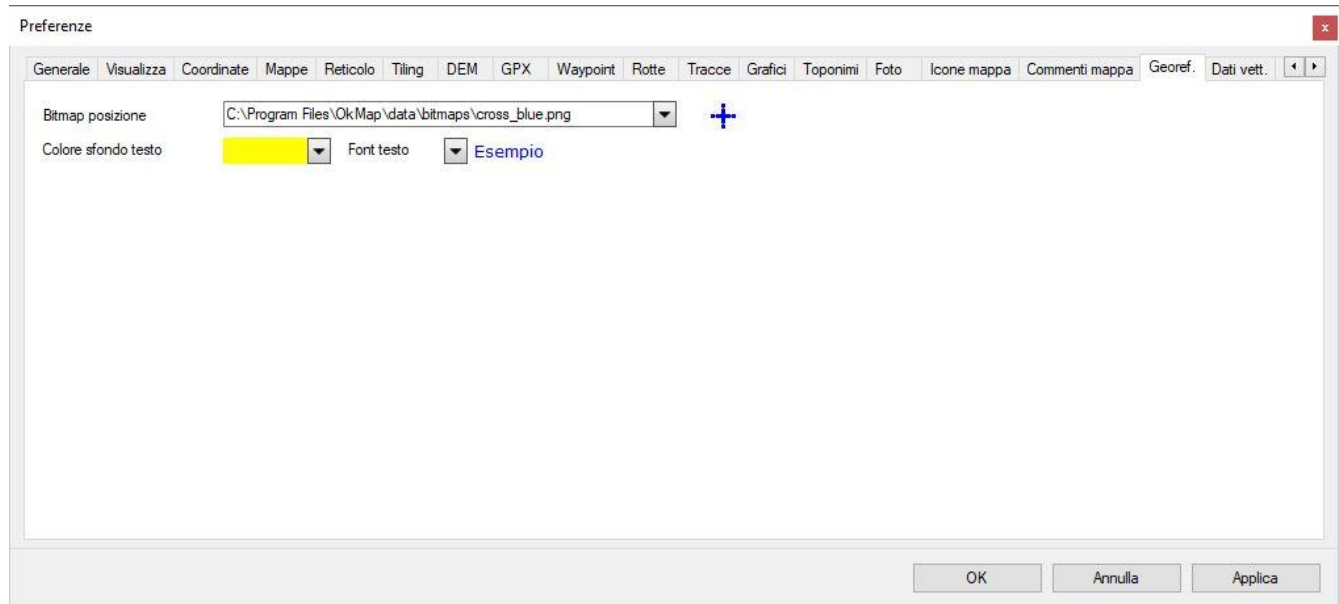 Preferenze
x
Generale Visualizza Coordinate Mappe Reticolo Tiling DEM GPX Waypoint Rotte Tracce Grafici Toponimi Foto Icone mappa Commenti mappa Georef. Dati vett.
Bitmap posizione C:\Program Files\OkMap\data\bitmaps\cross_blue.png
Colore sfondo testo Font testo Esempio
OK Annulla Applica